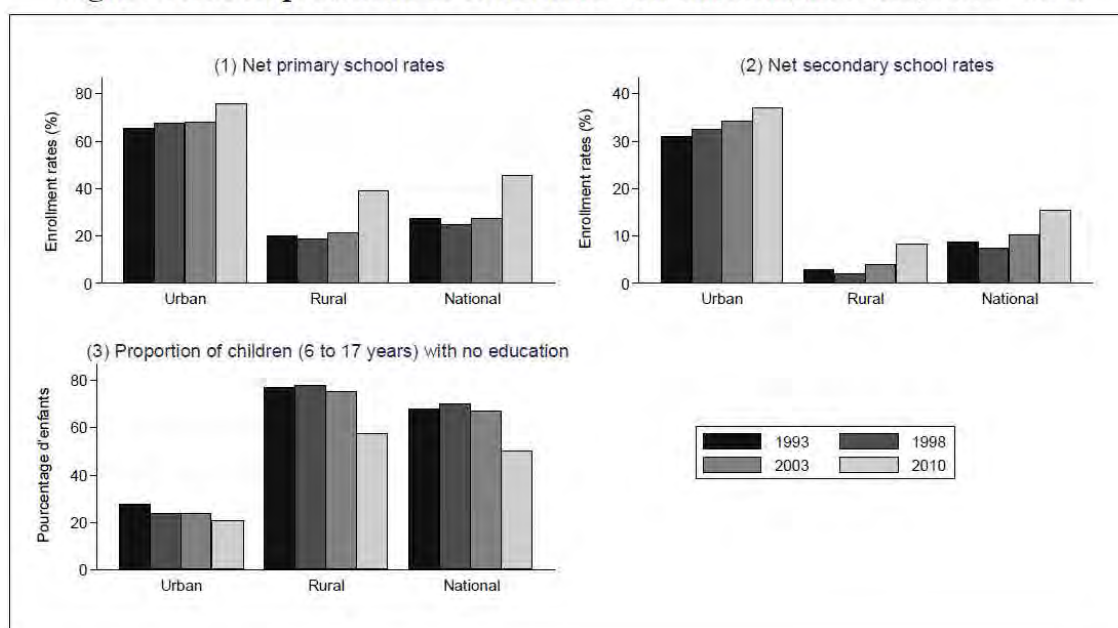 (1) Net primary school rates
Enrollment rates (%)
80
60
40
20
0
Urban Rural National
(2) Net secondary school rates
Enrollment rates (%)
40
30
20
10
0
Urban Rural National
(3) Proportion of children (6 to 17 years) with no education
Pourcentage d'enfants
80
60
40
20
0
Urban Rural National
1993 1998
2003 2010